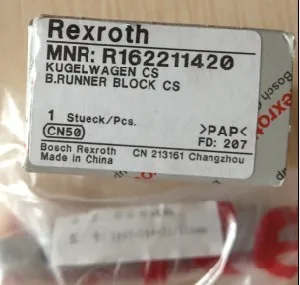 Rexroth
MNR: R162211420
KUGELWAGEN CS
B.RUNNER BLOCK CS
1 Stueck/Pcs.
CN50 >PAP<
FD: 207
Bosch Rexroth
Made in China CN 213161 Changzhou